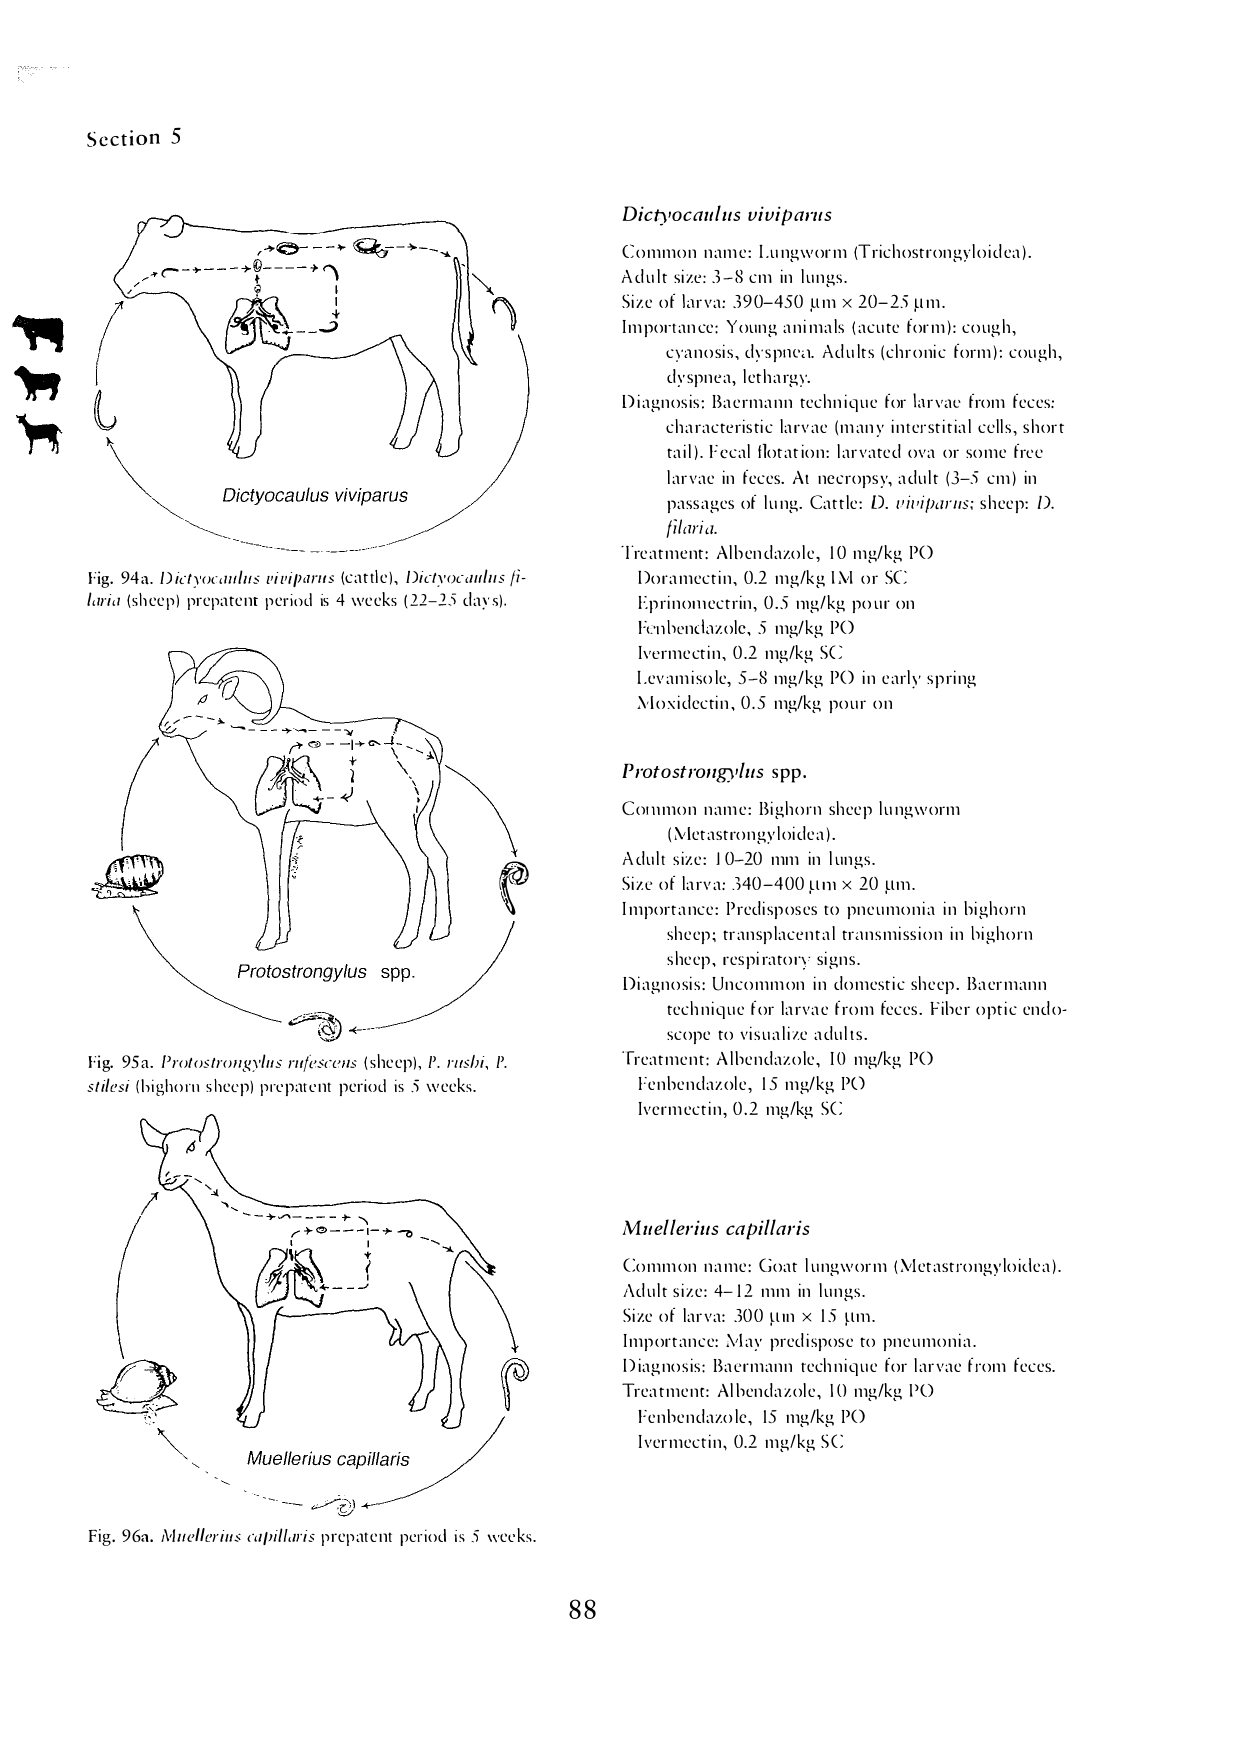 Section 5
Dictyocaulus viviparus
Fig. 94a. Dictyocaulus viviparus (cattle), Dictyocaulus fi-
laria (sheep) prepatent period is 4 weeks (22–25 days).
Protostrongylus spp.
Fig. 95a. Protostrongylus rufescens (sheep), P. rushi, P.
stilesi (bighorn sheep) prepatent period is 5 weeks.
Muellerius capillaris
Fig. 96a. Muellerius capillaris prepatent period is 5 weeks.
Dictyocaulus viviparus
Common name: Lungworm (Trichostrongyloidea).
Adult size: 3–8 cm in lungs.
Size of larva: 390–450 µm × 20–25 µm.
Importance: Young animals (acute form): cough,
cyanosis, dyspnea. Adults (chronic form): cough,
dyspnea, lethargy.
Diagnosis: Baermann technique for larvae from feces:
characteristic larvae (many interstitial cells, short
tail). Fecal flotation: larvated ova or some free
larvae in feces. At necropsy, adult (3–5 cm) in
passages of lung. Cattle: D. viviparus; sheep: D.
filaria.
Treatment: Albendazole, 10 mg/kg PO
Doramectin, 0.2 mg/kg IM or SC
Eprinomectrin, 0.5 mg/kg pour on
Fenbendazole, 5 mg/kg PO
Ivermectin, 0.2 mg/kg SC
Levamisole, 5–8 mg/kg PO in early spring
Moxidectin, 0.5 mg/kg pour on
Protostrongylus spp.
Common name: Bighorn sheep lungworm
(Metastrongyloidea).
Adult size: 10–20 mm in lungs.
Size of larva: 340–400 µm × 20 µm.
Importance: Predisposes to pneumonia in bighorn
sheep; transplacental transmission in bighorn
sheep, respiratory signs.
Diagnosis: Uncommon in domestic sheep. Baermann
technique for larvae from feces. Fiber optic endo-
scope to visualize adults.
Treatment: Albendazole, 10 mg/kg PO
Fenbendazole, 15 mg/kg PO
Ivermectin, 0.2 mg/kg SC
Muellerius capillaris
Common name: Goat lungworm (Metastrongyloidea).
Adult size: 4–12 mm in lungs.
Size of larva: 300 µm × 15 µm.
Importance: May predispose to pneumonia.
Diagnosis: Baermann technique for larvae from feces.
Treatment: Albendazole, 10 mg/kg PO
Fenbendazole, 15 mg/kg PO
Ivermectin, 0.2 mg/kg SC
88